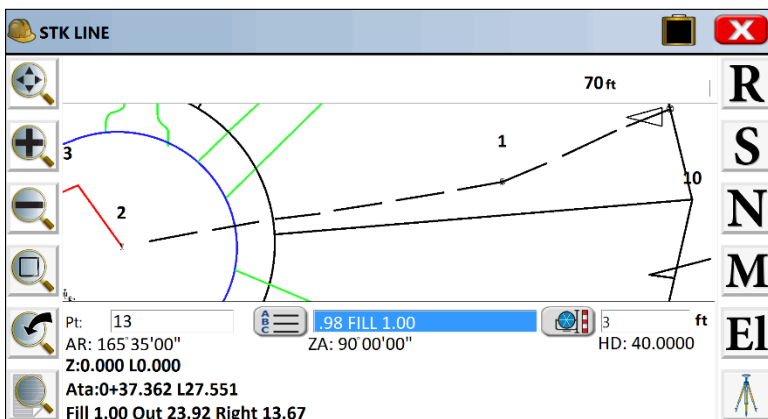 STK LINE
70 ft
R
1
S
3
10
2
N
M
Pt: 13
A B C
.98 FILL 1.00
3 ft
El
AR: 165°35'00" ZA: 90°00'00" HD: 40.0000
Z:0.000 L0.000
Ata:0+37.362 L27.551
Fill 1.00 Out 23.92 Right 13.67